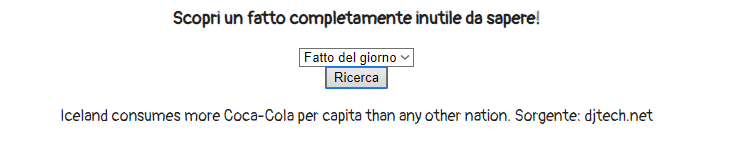 Scopri un fatto completamente inutile da sapere!
Fatto del giorno
Ricerca
Iceland consumes more Coca-Cola per capita than any other nation. Sorgente: djtech.net